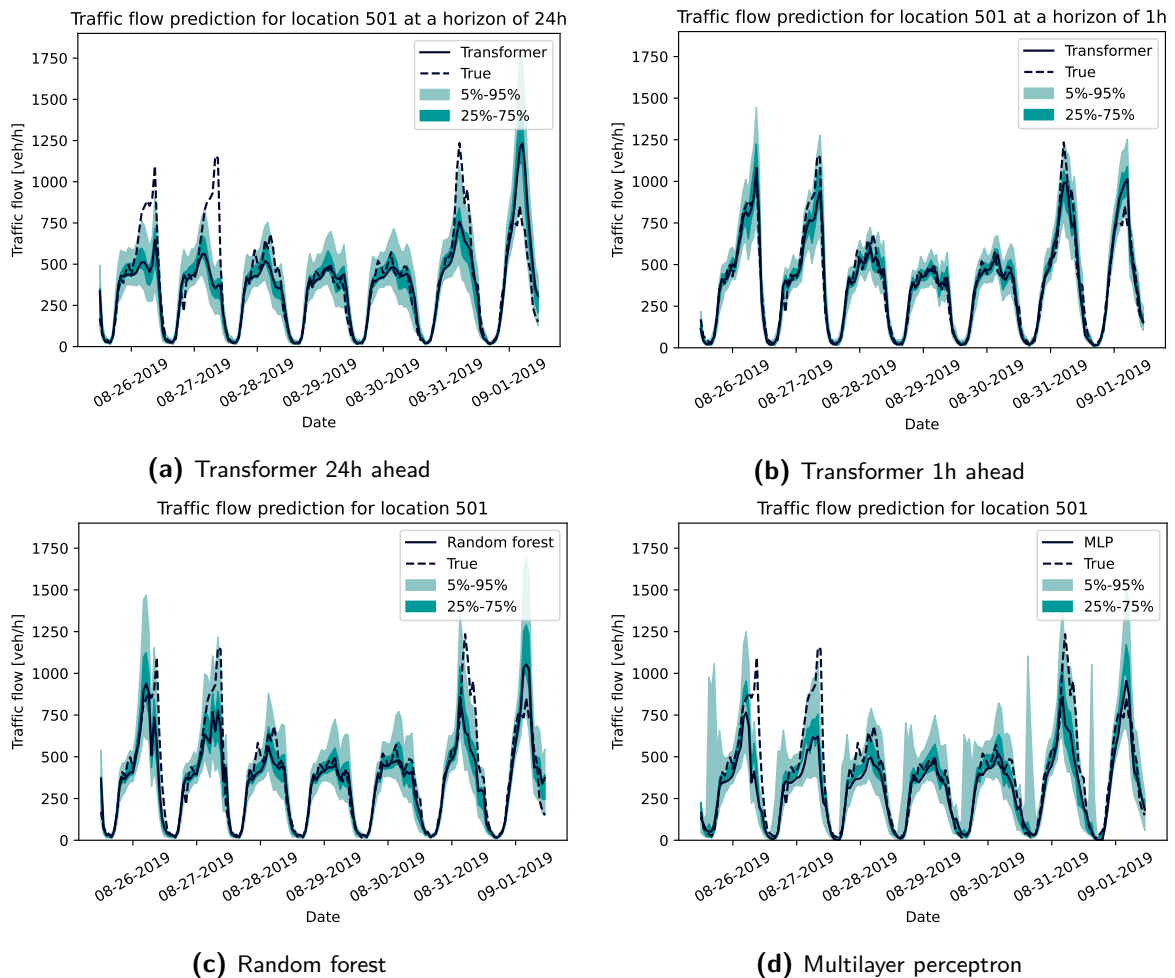 Traffic flow prediction for location 501 at a horizon of 24h
Traffic flow [veh/h]
1750
1500
1250
1000
750
500
250
0
Transformer
True
5%-95%
25%-75%
08-26-2019
08-27-2019
08-28-2019
08-29-2019
08-30-2019
08-31-2019
09-01-2019
Date
(a) Transformer 24h ahead
Traffic flow prediction for location 501 at a horizon of 1h
Traffic flow [veh/h]
1750
1500
1250
1000
750
500
250
0
Transformer
True
5%-95%
25%-75%
08-26-2019
08-27-2019
08-28-2019
08-29-2019
08-30-2019
08-31-2019
09-01-2019
Date
(b) Transformer 1h ahead
Traffic flow prediction for location 501
Traffic flow [veh/h]
1750
1500
1250
1000
750
500
250
0
Random forest
True
5%-95%
25%-75%
08-26-2019
08-27-2019
08-28-2019
08-29-2019
08-30-2019
08-31-2019
09-01-2019
Date
(c) Random forest
Traffic flow prediction for location 501
Traffic flow [veh/h]
1750
1500
1250
1000
750
500
250
0
MLP
True
5%-95%
25%-75%
08-26-2019
08-27-2019
08-28-2019
08-29-2019
08-30-2019
08-31-2019
09-01-2019
Date
(d) Multilayer perceptron